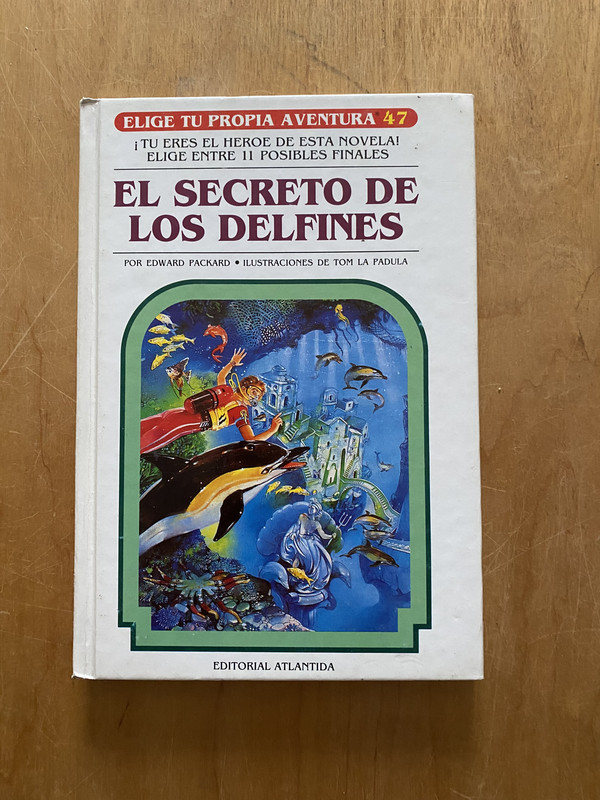 ELIGE TU PROPIA AVENTURA® 47
¡TU ERES EL HEROE DE ESTA NOVELA!
ELIGE ENTRE 11 POSIBLES FINALES
EL SECRETO DE
LOS DELFINES
POR EDWARD PACKARD • ILUSTRACIONES DE TOM LA PADULA
EDITORIAL ATLANTIDA